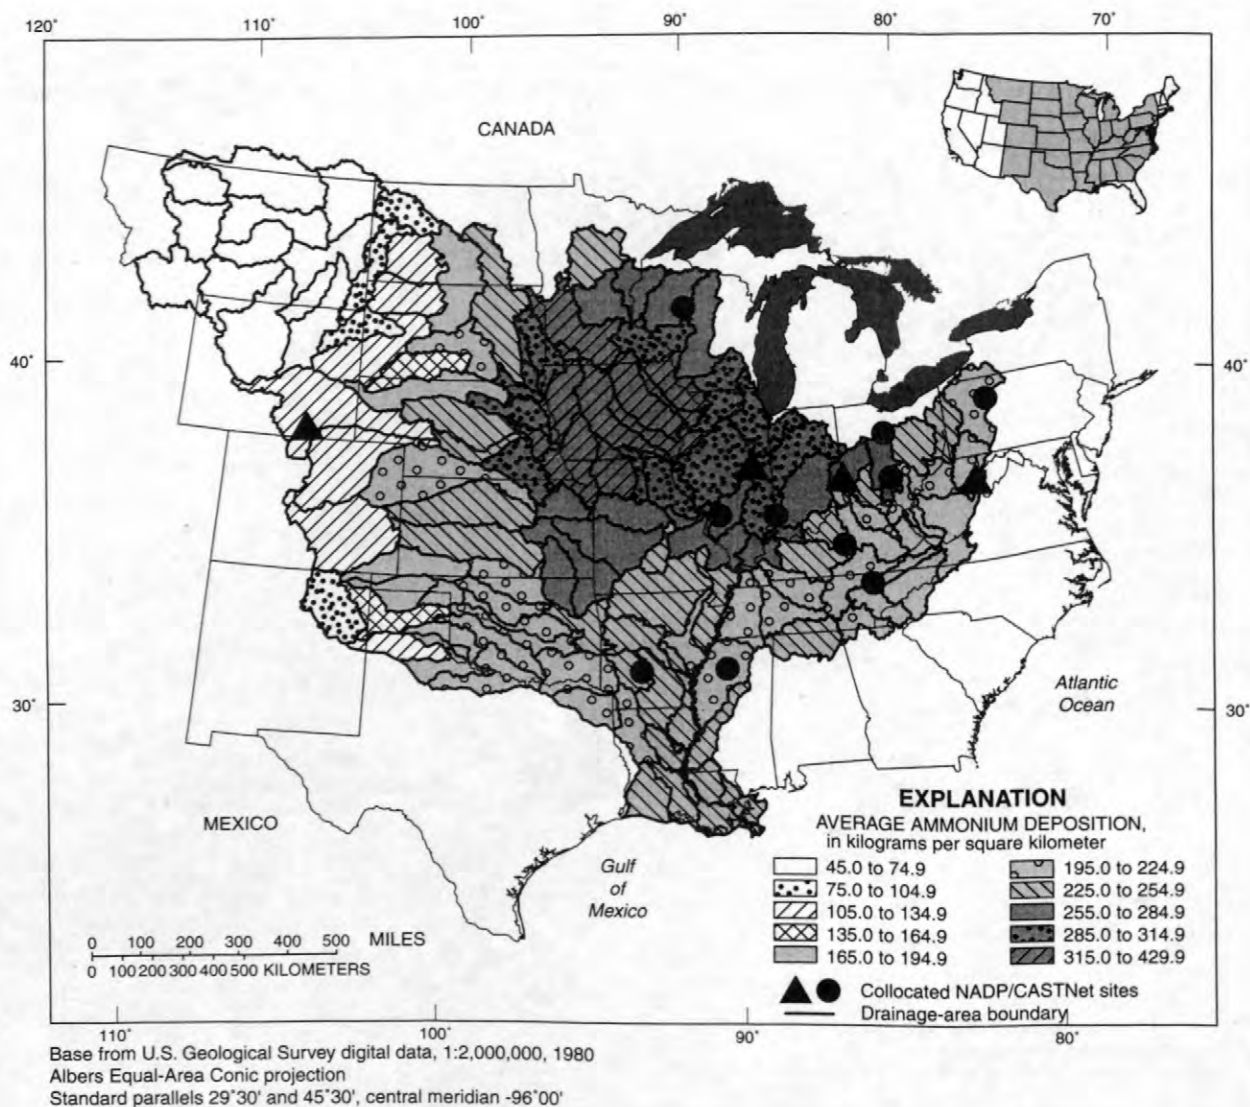 120° 110° 100° 90° 80° 70°
CANADA
40° 40°
30° 30°
Atlantic
Ocean
MEXICO
Gulf
of
Mexico
EXPLANATION
AVERAGE AMMONIUM DEPOSITION,
in kilograms per square kilometer
45.0 to 74.9 195.0 to 224.9
75.0 to 104.9 225.0 to 254.9
105.0 to 134.9 255.0 to 284.9
135.0 to 164.9 285.0 to 314.9
165.0 to 194.9 315.0 to 429.9
Collocated NADP/CASTNet sites
Drainage-area boundary
0 100 200 300 400 500 MILES
0 100 200 300 400 500 KILOMETERS
110° 100° 90° 80°
Base from U.S. Geological Survey digital data, 1:2,000,000, 1980
Albers Equal-Area Conic projection
Standard parallels 29°30' and 45°30', central meridian -96°00'